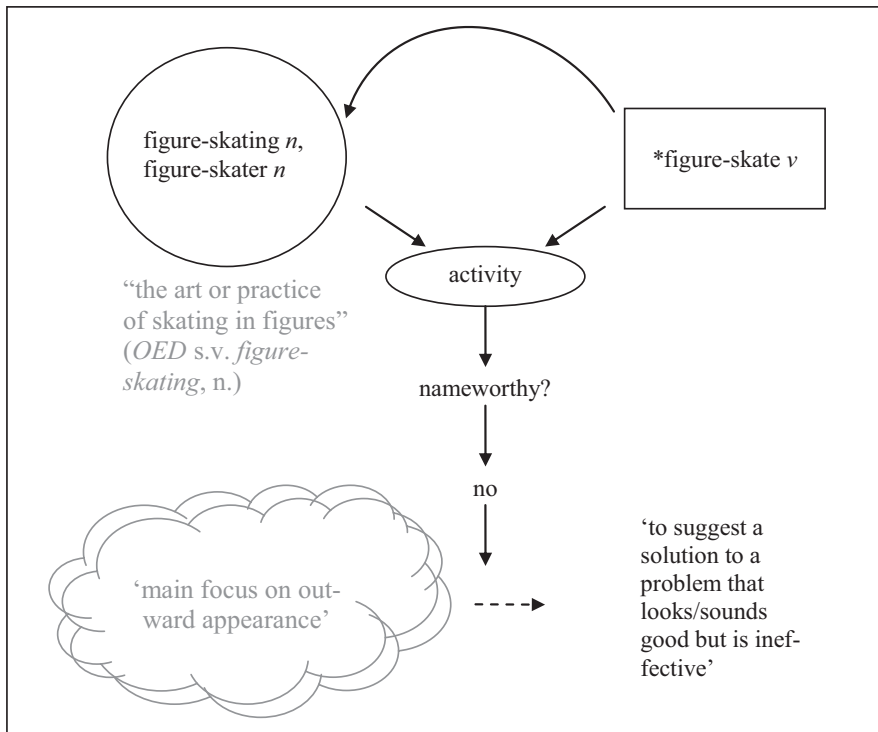 figure-skating n,
figure-skater n
*figure-skate v
activity
“the art or practice
of skating in figures”
(OED s.v. figure-
skating, n.)
nameworthy?
no
‘main focus on out-
ward appearance’
‘to suggest a
solution to a
problem that
looks/sounds
good but is inef-
fective’